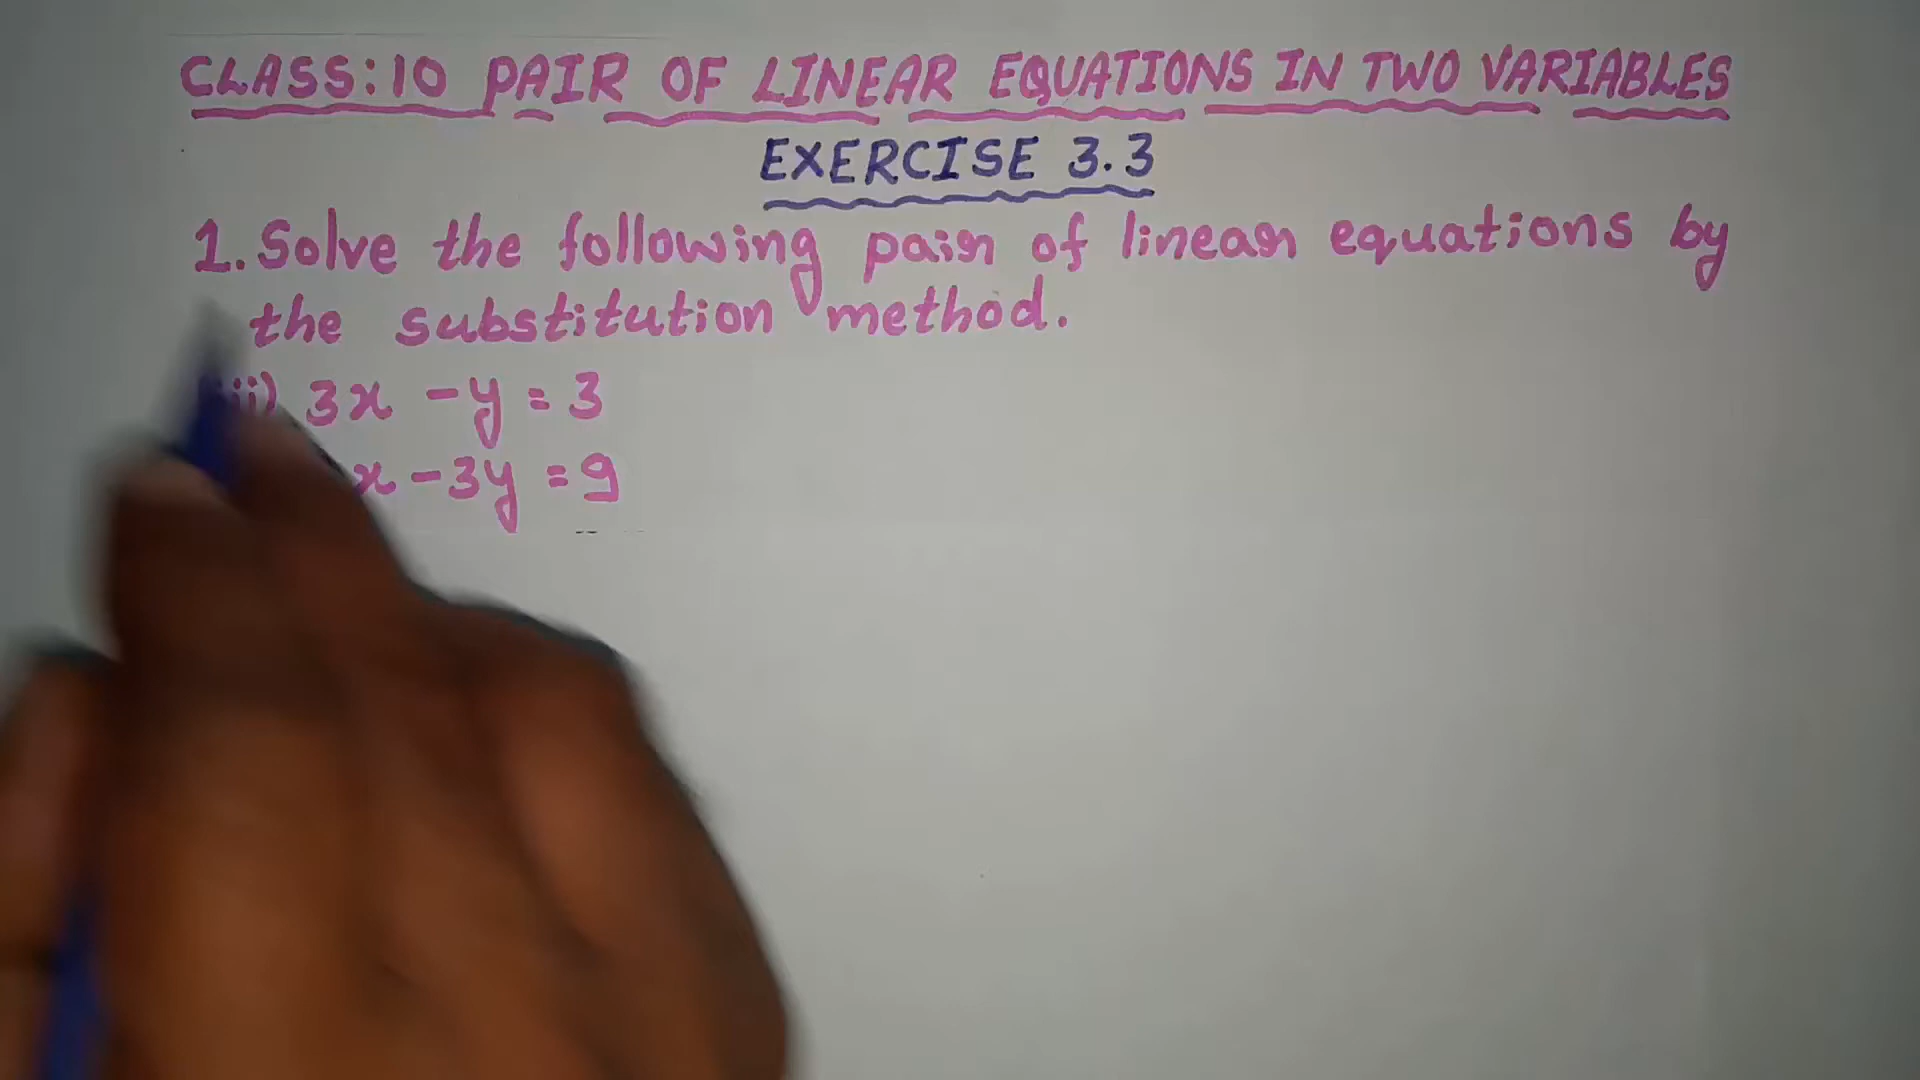 CLASS:10 PAIR OF LINEAR EQUATIONS IN TWO VARIABLES
EXERCISE 3.3
1. Solve the following pair of linear equations by
the substitution method.
ii) 3x - y = 3
x - 3y = 9